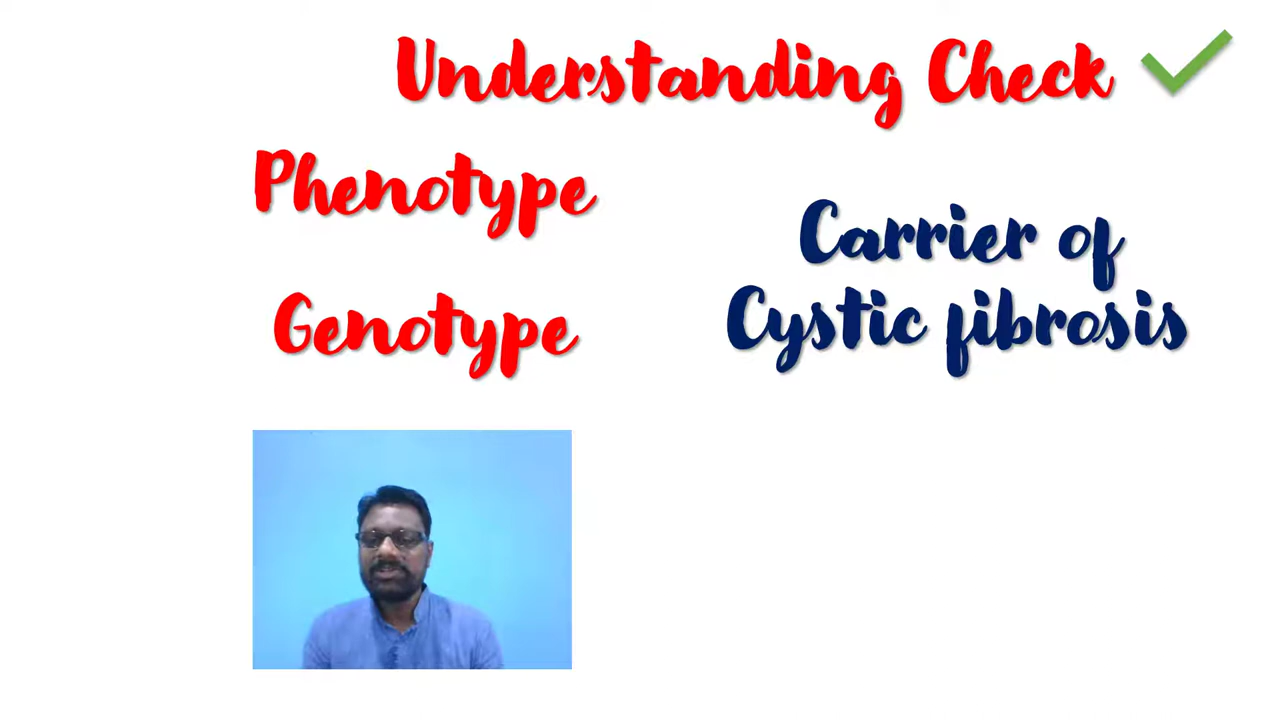 Understanding Check
Phenotype
Genotype
Carrier of
Cystic fibrosis